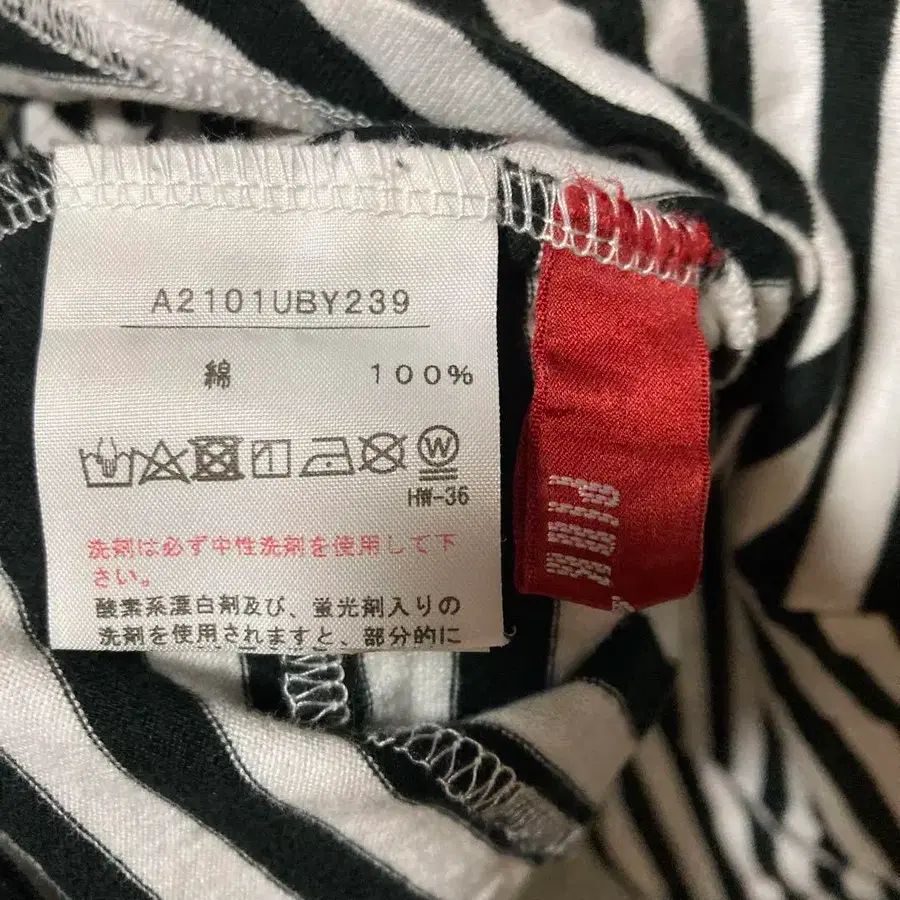 A2101UBY239
綿 100%
W
HW-36
洗剤は必ず中性洗剤を使用して下
さい。
酸素系漂白剤及び、蛍光剤入りの
洗剤を使用されますと、部分的に